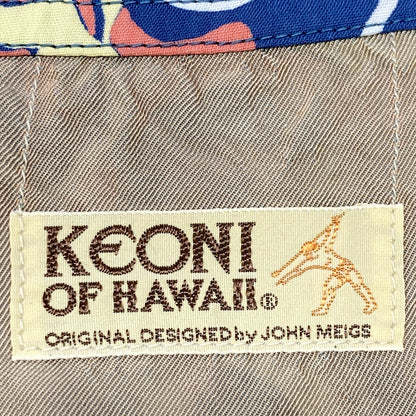 KEONI
OF HAWAII®
ORIGINAL DESIGNED by JOHN MEIGS